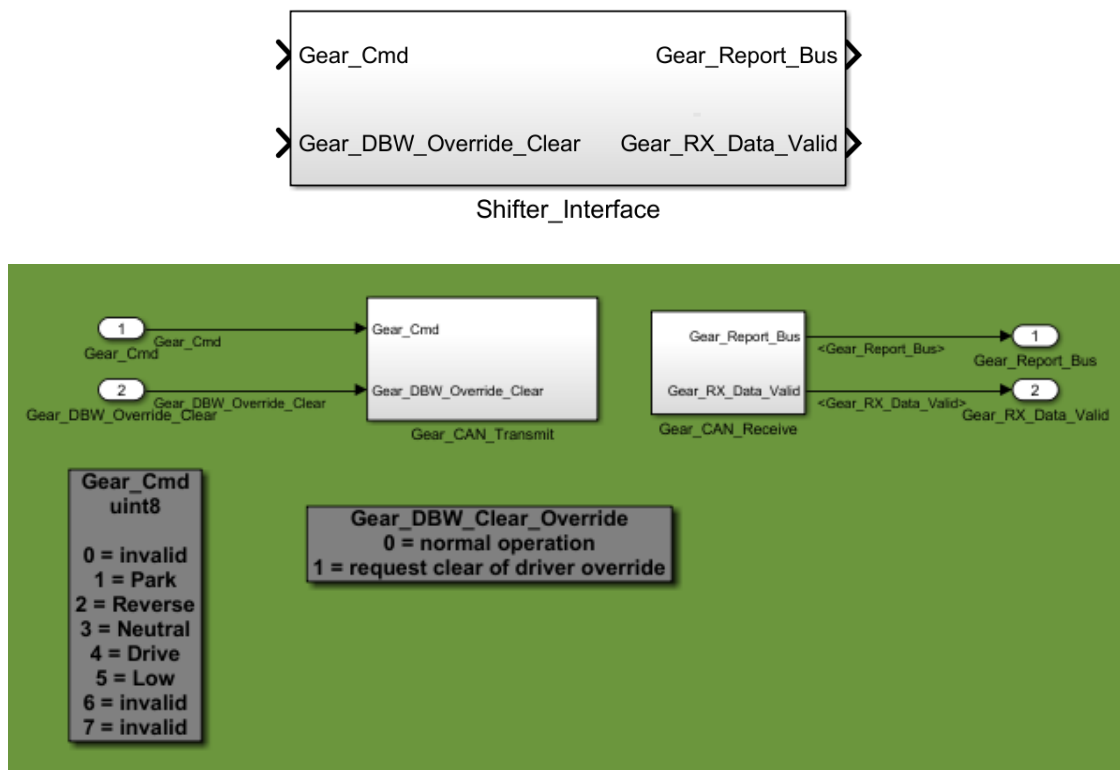 Gear_Cmd
Gear_Report_Bus
Gear_DBW_Override_Clear
Gear_RX_Data_Valid
Shifter_Interface
1
Gear_Cmd
Gear_Cmd
2
Gear_DBW_Override_Clear
Gear_DBW_Override_Clear
Gear_Cmd
Gear_DBW_Override_Clear
Gear_CAN_Transmit
Gear_Report_Bus
Gear_RX_Data_Valid
Gear_CAN_Receive
<Gear_Report_Bus>
1
Gear_Report_Bus
<Gear_RX_Data_Valid>
2
Gear_RX_Data_Valid
Gear_Cmd
uint8
0 = invalid
1 = Park
2 = Reverse
3 = Neutral
4 = Drive
5 = Low
6 = invalid
7 = invalid
Gear_DBW_Clear_Override
0 = normal operation
1 = request clear of driver override